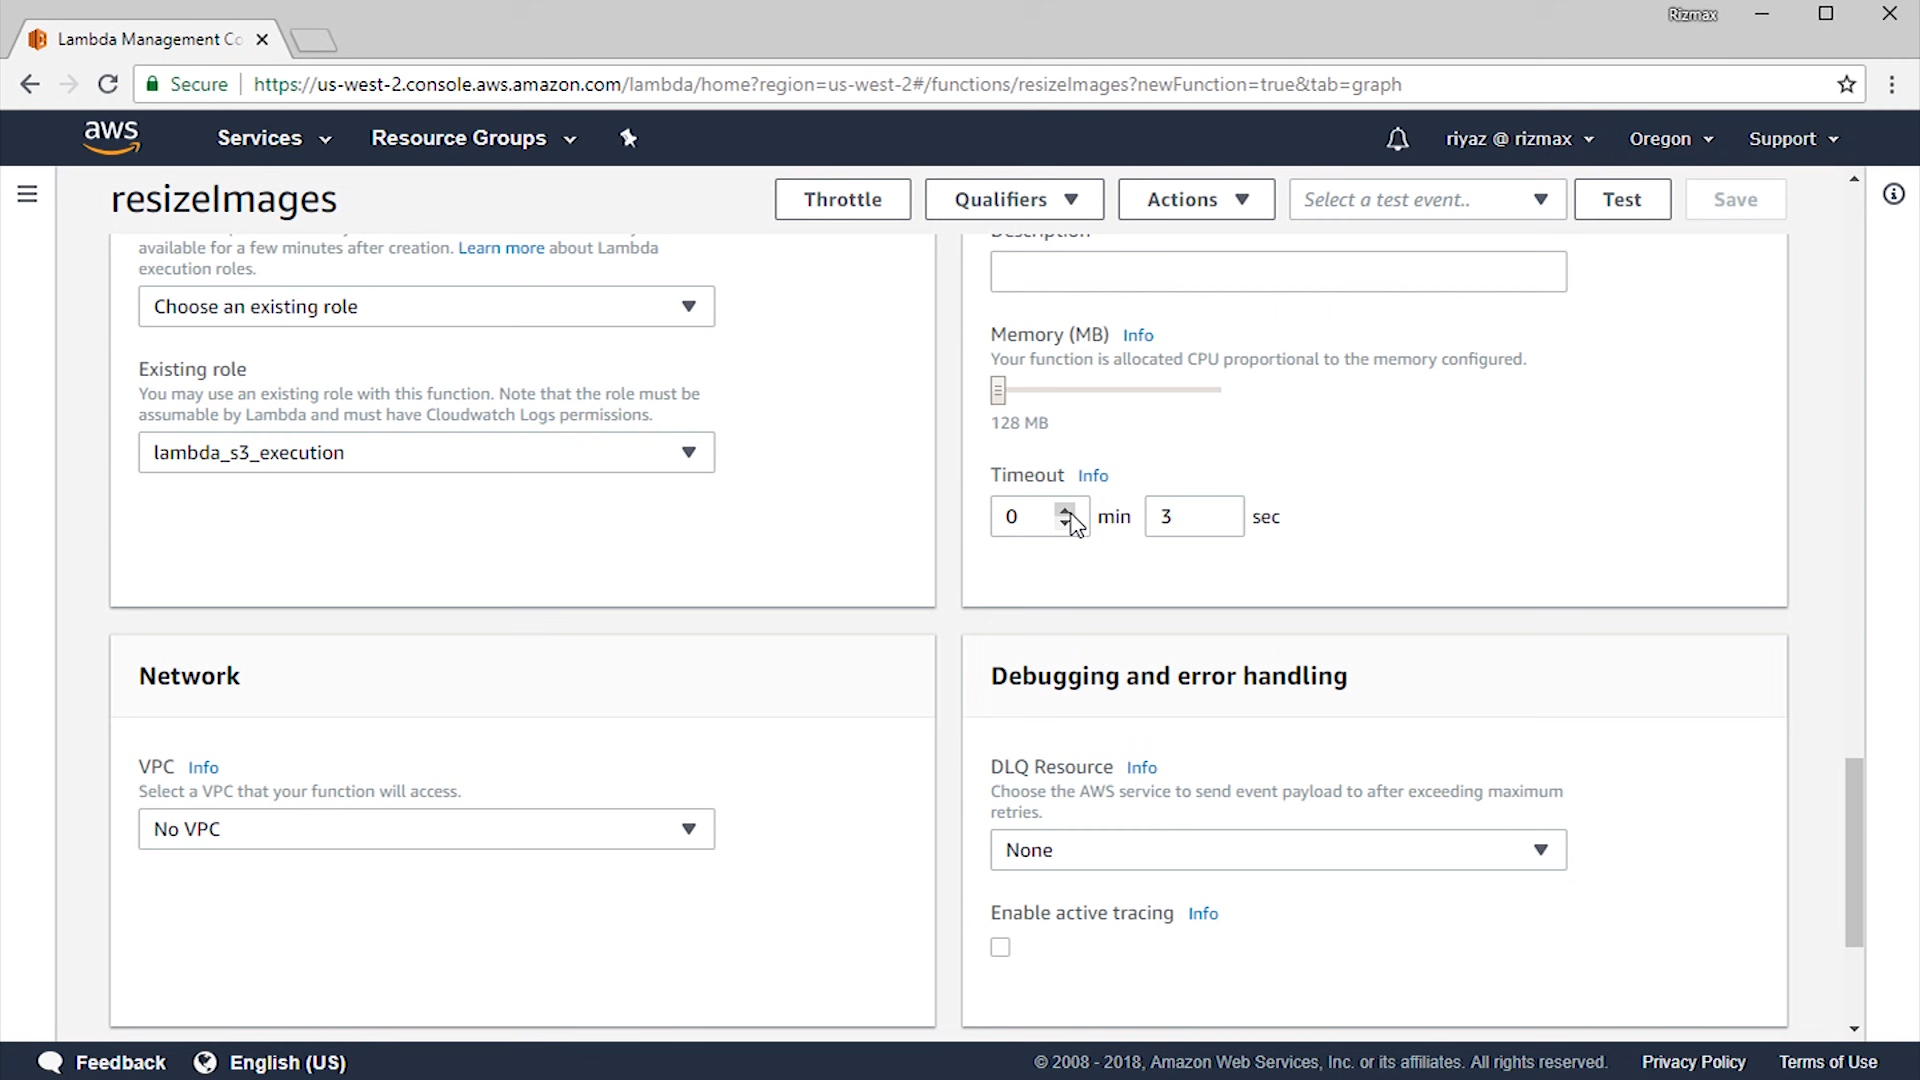 Rizmax
Lambda Management Co
Secure https://us-west-2.console.aws.amazon.com/lambda/home?region=us-west-2#/functions/resizeImages?newFunction=true&tab=graph
aws Services Resource Groups riyaz @ rizmax Oregon Support
resizeImages Throttle Qualifiers Actions Select a test event.. Test Save
available for a few minutes after creation. Learn more about Lambda
execution roles.
Choose an existing role
Existing role
You may use an existing role with this function. Note that the role must be
assumable by Lambda and must have Cloudwatch Logs permissions.
lambda_s3_execution
Description
Memory (MB) Info
Your function is allocated CPU proportional to the memory configured.
128 MB
Timeout Info
0 min 3 sec
Network
VPC Info
Select a VPC that your function will access.
No VPC
Debugging and error handling
DLQ Resource Info
Choose the AWS service to send event payload to after exceeding maximum
retries.
None
Enable active tracing Info
Feedback English (US) © 2008 - 2018, Amazon Web Services, Inc. or its affiliates. All rights reserved. Privacy Policy Terms of Use